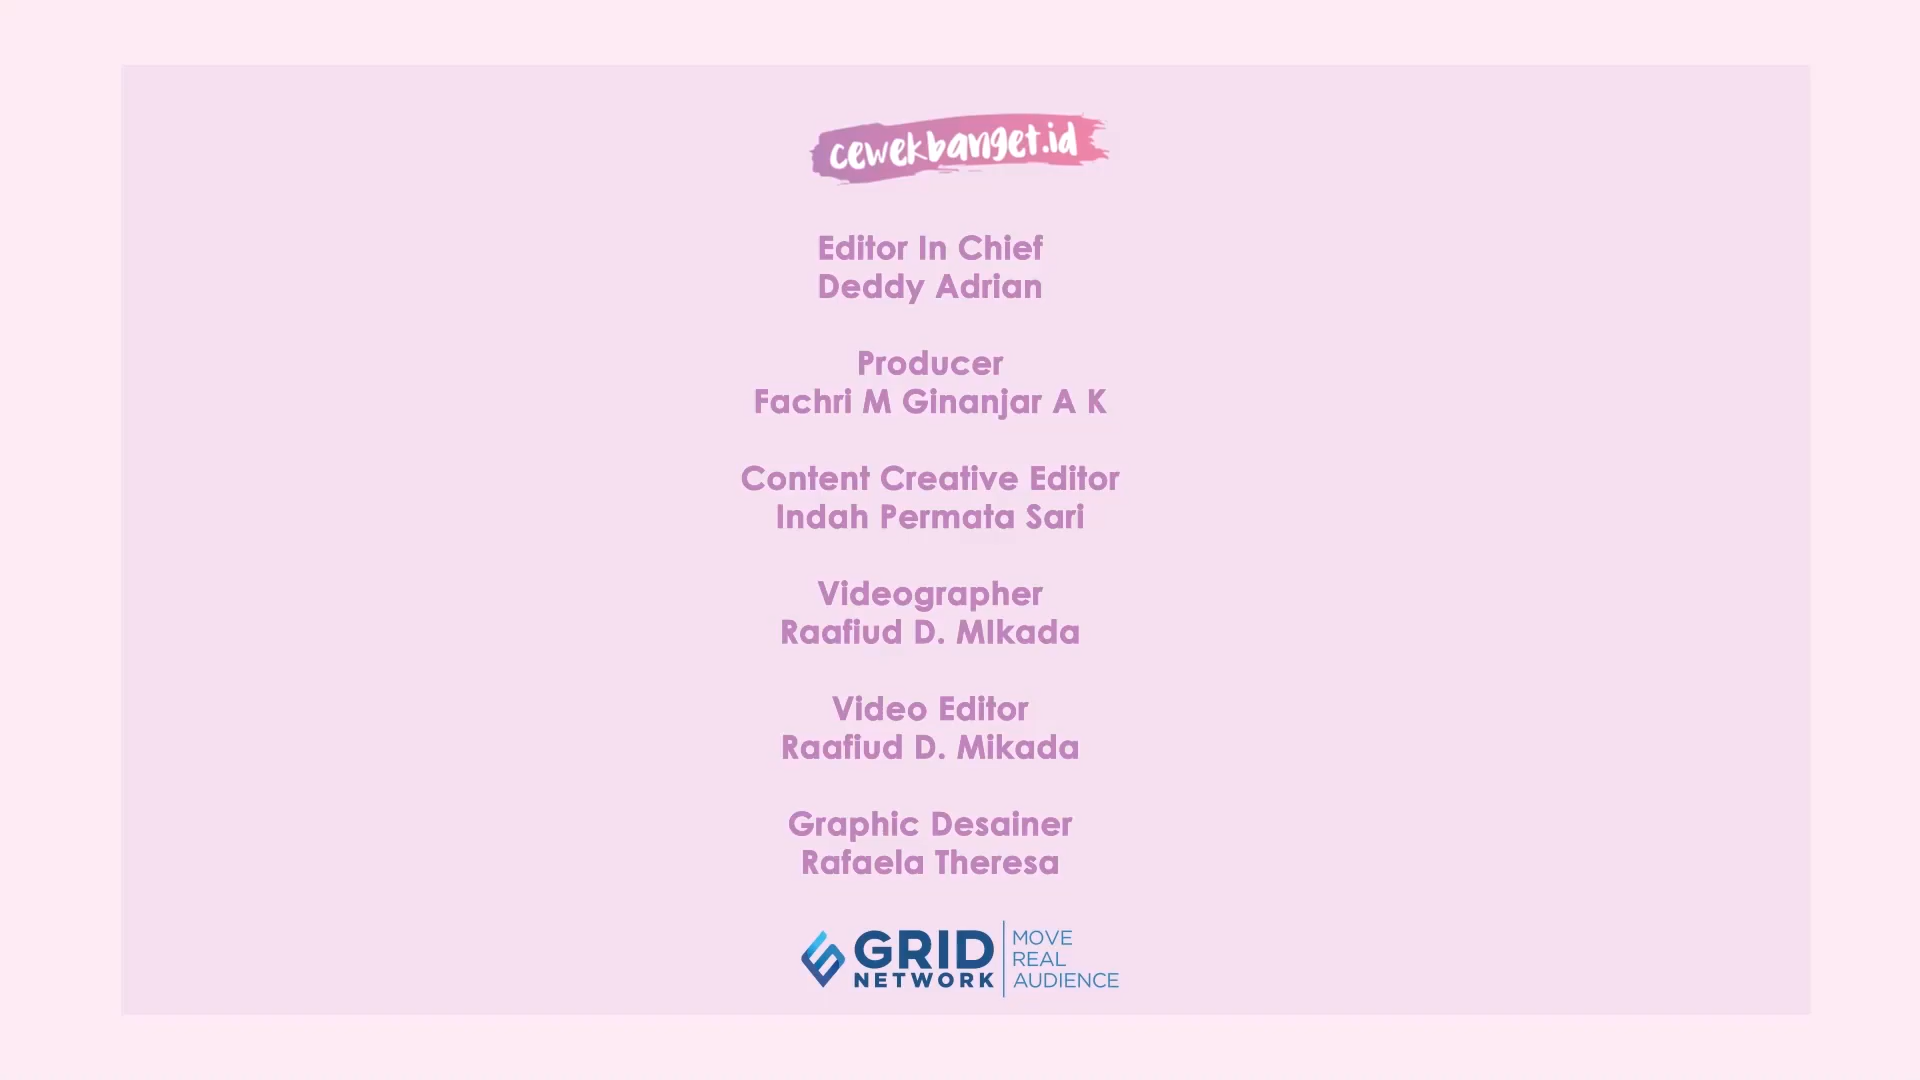 cewekbanget.id
Editor In Chief
Deddy Adrian
Producer
Fachri M Ginanjar A K
Content Creative Editor
Indah Permata Sari
Videographer
Raafiud D. MIkada
Video Editor
Raafiud D. Mikada
Graphic Desainer
Rafaela Theresa
GRID
NETWORK
MOVE
REAL
AUDIENCE